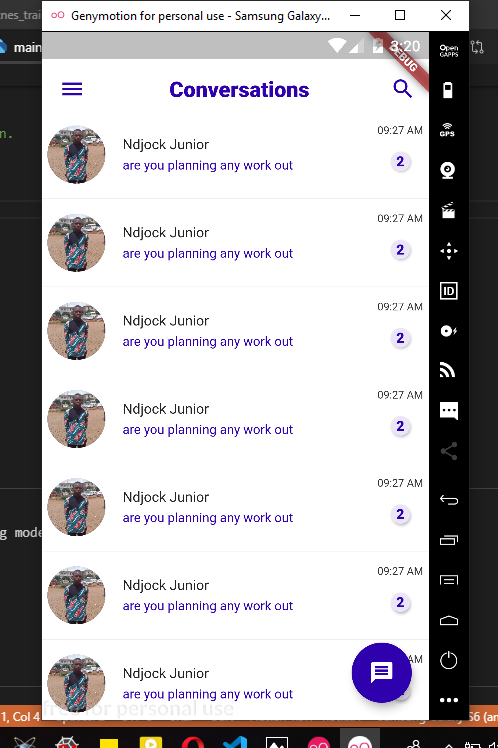 Genymotion for personal use - Samsung Galaxy...
nes_trai
main
3:20
DEBUG
Open
GAPPS
Conversations
n.
09:27 AM
Ndjock Junior
2
are you planning any work out
GPS
09:27 AM
Ndjock Junior
2
are you planning any work out
ID
09:27 AM
Ndjock Junior
2
are you planning any work out
09:27 AM
Ndjock Junior
2
are you planning any work out
09:27 AM
Ndjock Junior
2
are you planning any work out
g mode
09:27 AM
Ndjock Junior
2
are you planning any work out
AM
Ndjock Junior
are you planning any work out
free for personal use
1, Col 4